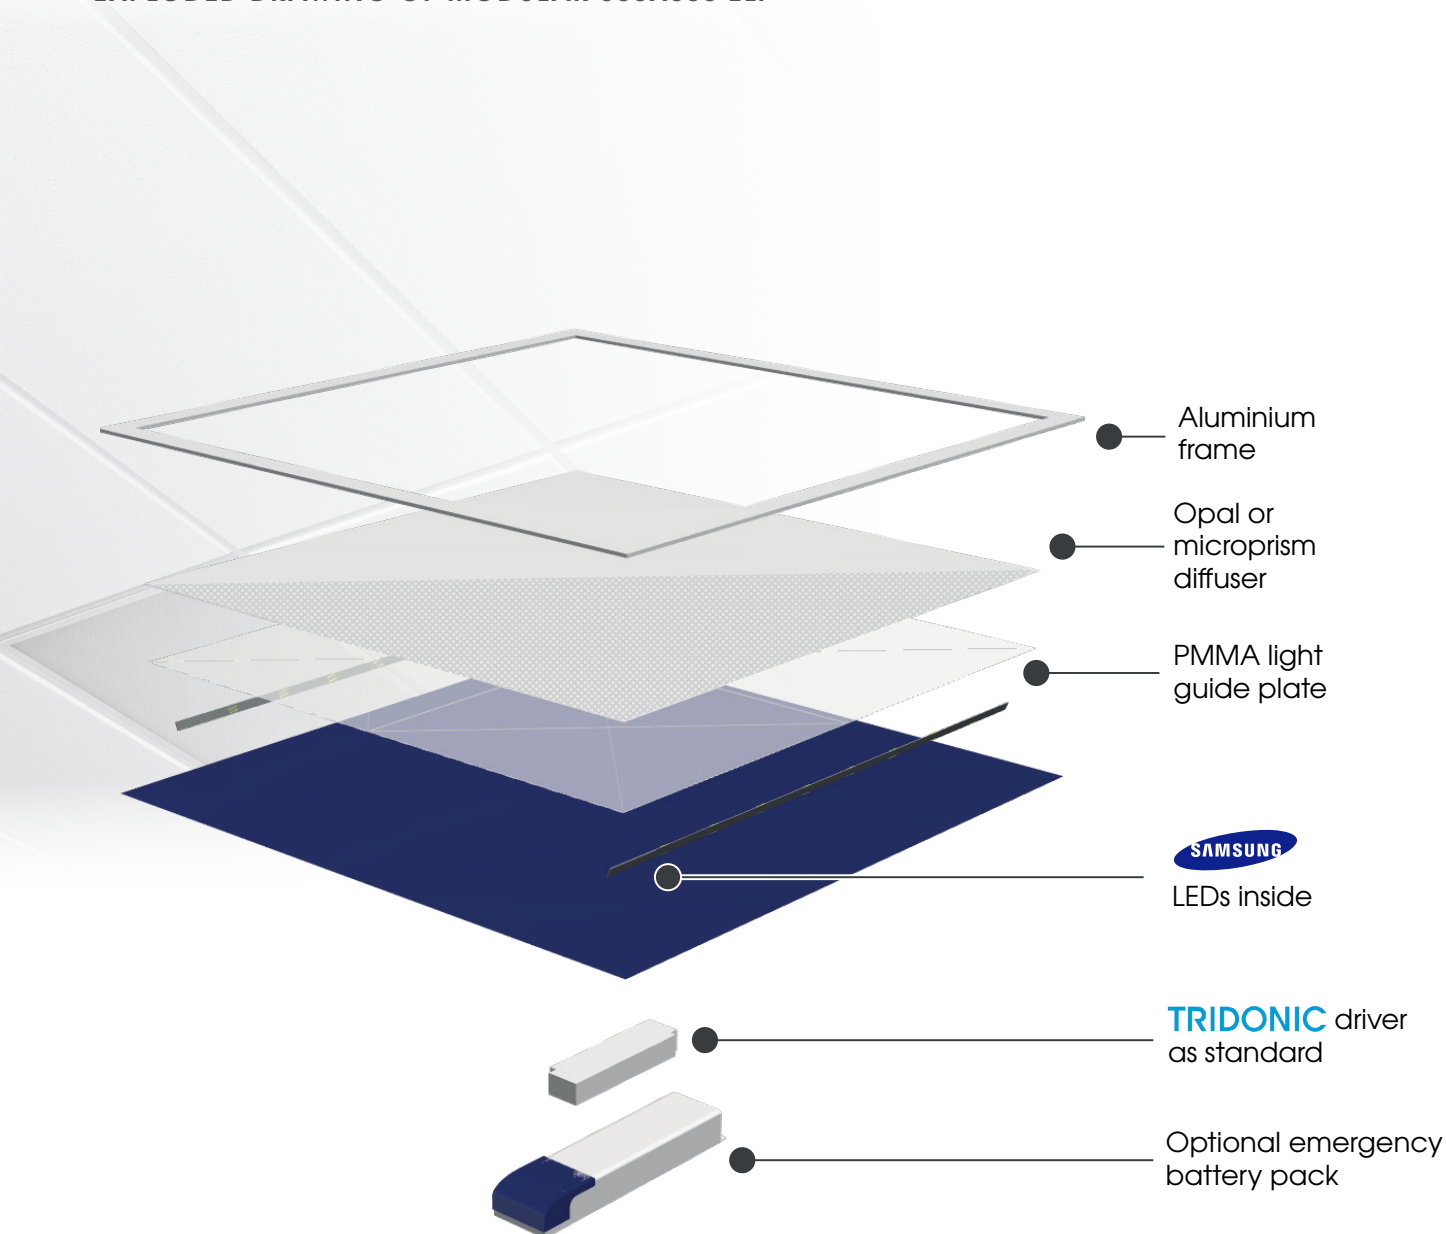 Aluminium
frame
Opal or
microprism
diffuser
PMMA light
guide plate
SAMSUNG
LEDs inside
TRIDONIC driver
as standard
Optional emergency
battery pack